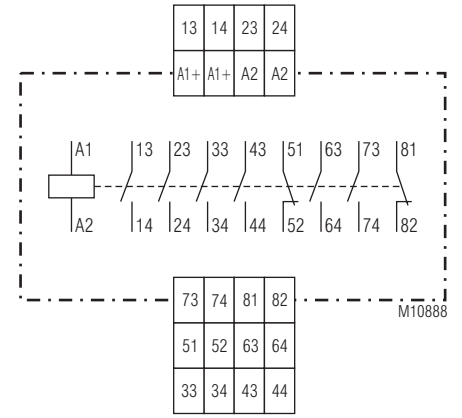 13 14 23 24
A1+ A1+ A2 A2
A1 13 23 33 43 51 63 73 81
A2 14 24 34 44 52 64 74 82
73 74 81 82
M10888
51 52 63 64
33 34 43 44